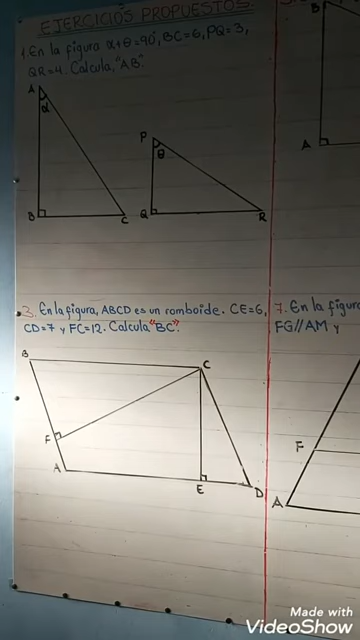 EJERCICIOS PROPUESTOS.
1. En la figura α+θ=90°, BC=6, PQ=3,
QR=4. Calcula, "AB".
A
α
B
C
P
θ
Q
R
B
A
3. En la figura, ABCD es un romboide. CE=6,
CD=7 y FC=12. Calcula "BC".
B
C
F
A
E
D
7. En la figura
FG//AM y
F
A
Made with
VideoShow